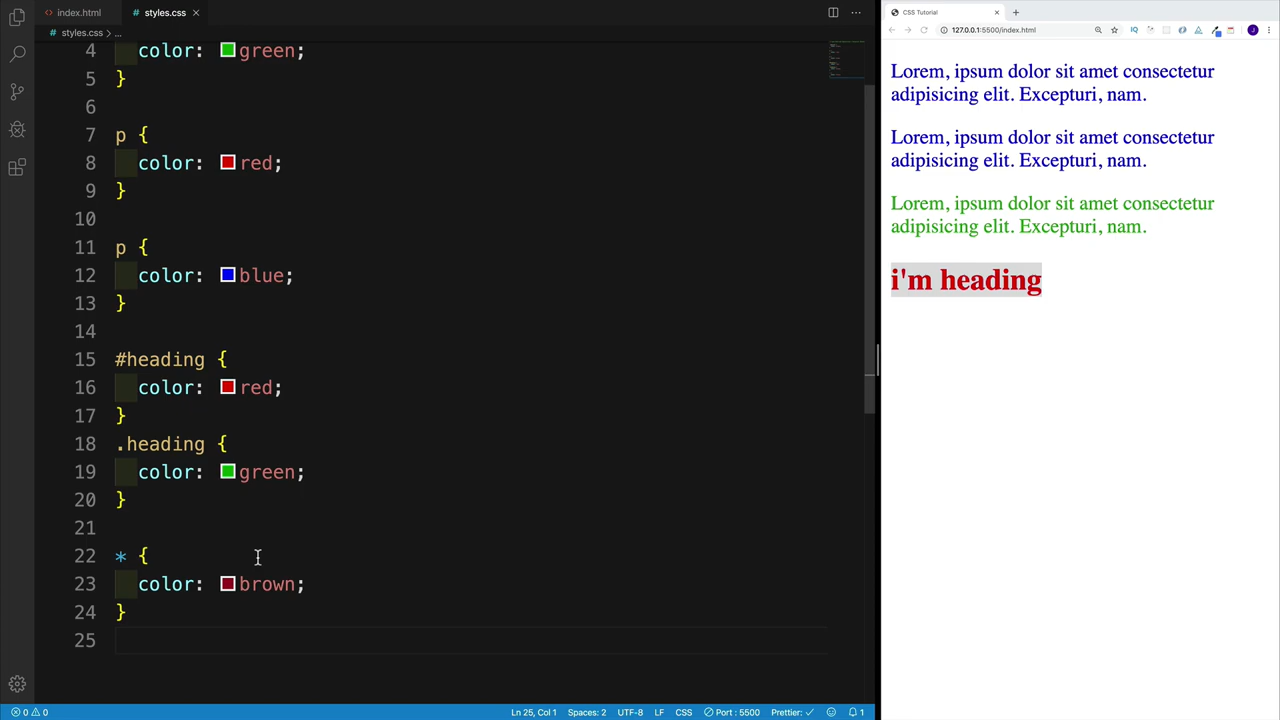 index.html
styles.css
styles.css > ...
4 color: green;
5 }
6
7 p {
8 color: red;
9 }
10
11 p {
12 color: blue;
13 }
14
15 #heading {
16 color: red;
17 }
18 .heading {
19 color: green;
20 }
21
22 * {
23 color: brown;
24 }
25
0 0
Ln 25, Col 1 Spaces: 2 UTF-8 LF CSS Port : 5500 Prettier: ✓ 1
CSS Tutorial
127.0.0.1:5500/index.html
IQ
J
Lorem, ipsum dolor sit amet consectetur
adipisicing elit. Excepturi, nam.
Lorem, ipsum dolor sit amet consectetur
adipisicing elit. Excepturi, nam.
Lorem, ipsum dolor sit amet consectetur
adipisicing elit. Excepturi, nam.
i'm heading